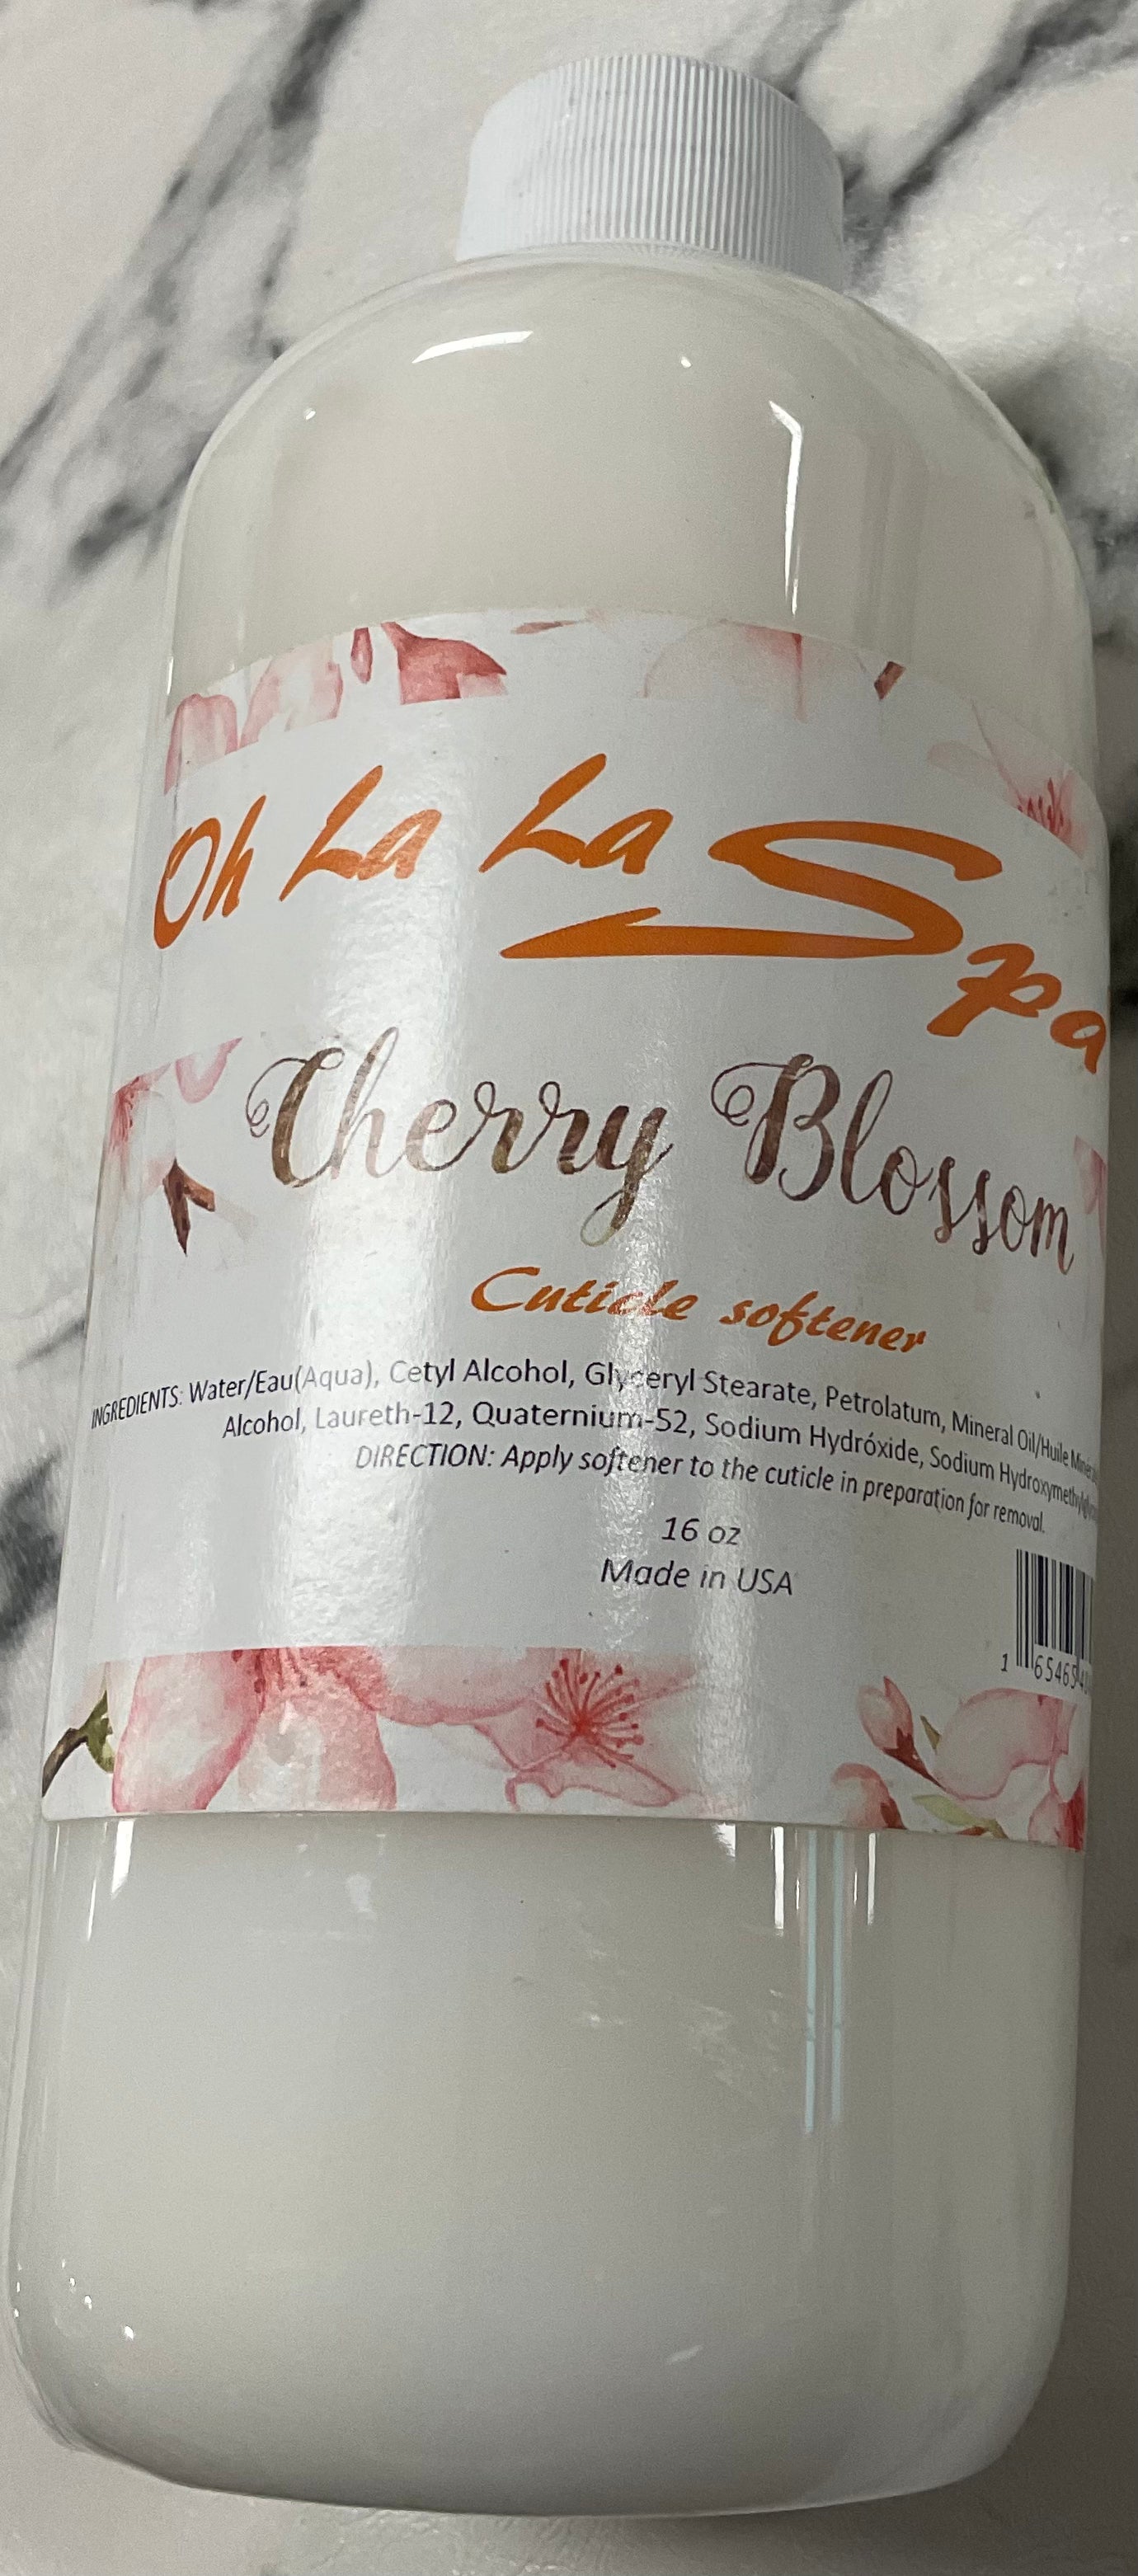 Oh La La Spa
Cherry Blossom
Cuticle softener
INGREDIENTS: Water/Eau(Aqua), Cetyl Alcohol, Glyceryl Stearate, Petrolatum, Mineral Oil/Huile
Alcohol, Laureth-12, Quaternium-52, Sodium Hydróxide, Sodium
DIRECTION: Apply softener to the cuticle in preparation for removal.
16 oz
Made in USA
1 65465